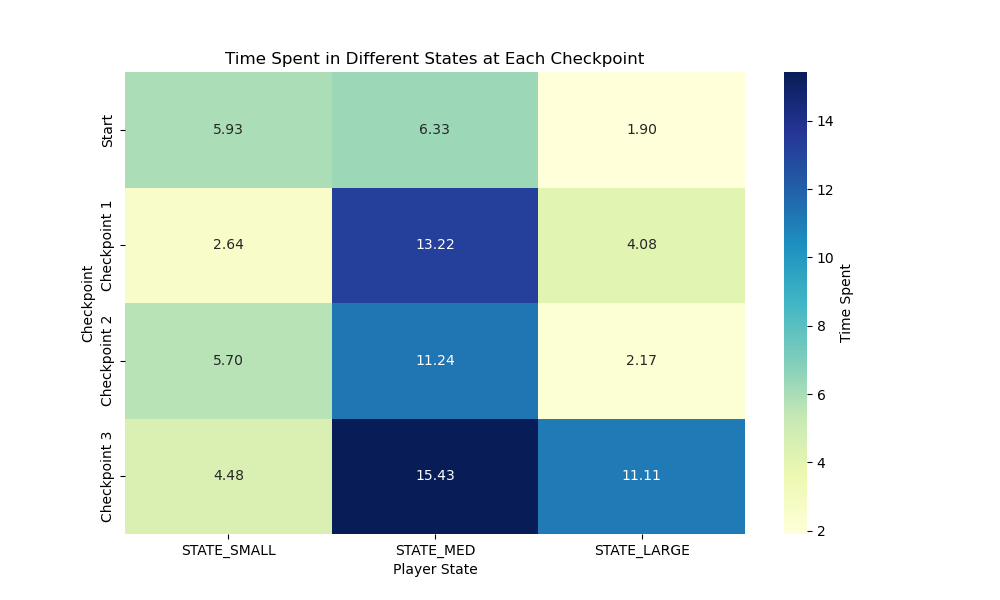 Time Spent in Different States at Each Checkpoint
Checkpoint
Start
5.93
6.33
1.90
Checkpoint 1
2.64
13.22
4.08
Checkpoint 2
5.70
11.24
2.17
Checkpoint 3
4.48
15.43
11.11
STATE_SMALL
STATE_MED
STATE_LARGE
Player State
14
12
10
8
6
4
2
Time Spent